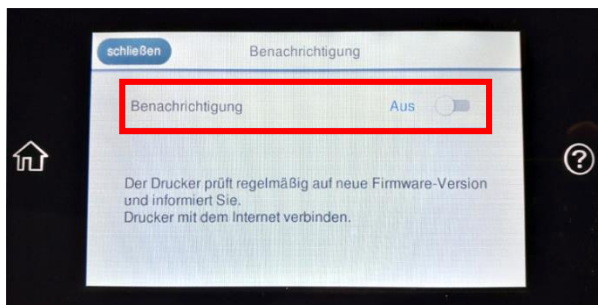 schließen
Benachrichtigung
Benachrichtigung Aus
Der Drucker prüft regelmäßig auf neue Firmware-Version
und informiert Sie.
Drucker mit dem Internet verbinden.
?